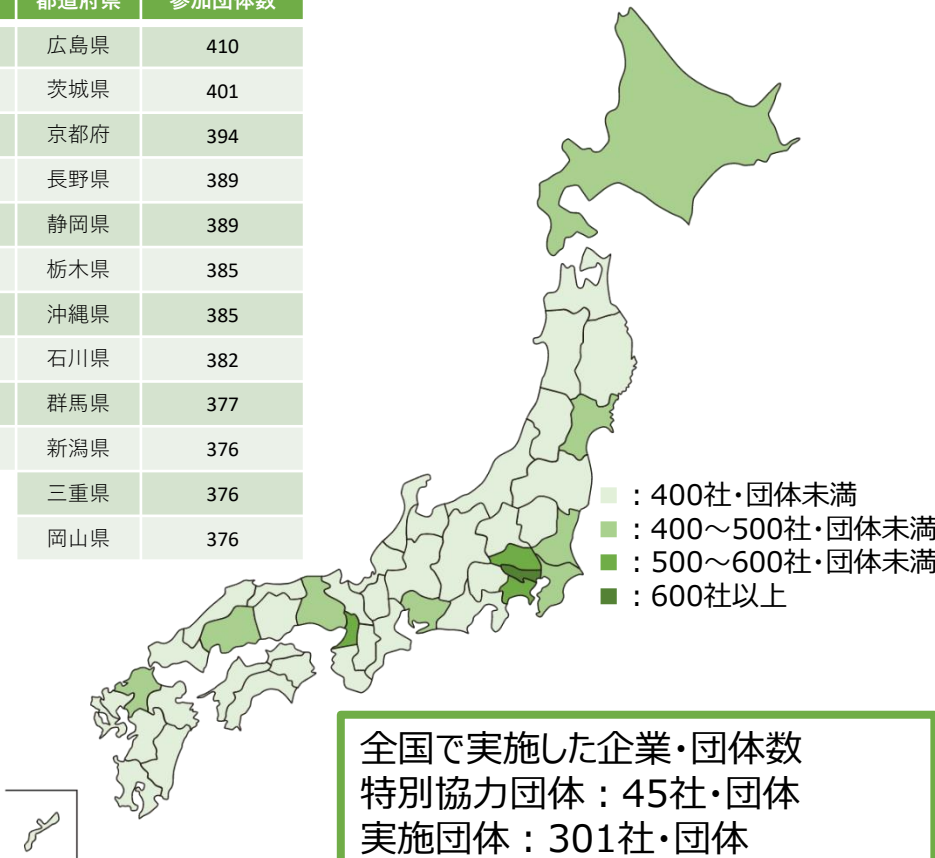 都道府県 参加団体数
広島県 410
茨城県 401
京都府 394
長野県 389
静岡県 389
栃木県 385
沖縄県 385
石川県 382
群馬県 377
新潟県 376
三重県 376
岡山県 376
：400社・団体未満
：400～500社・団体未満
：500～600社・団体未満
：600社以上
全国で実施した企業・団体数
特別協力団体：45社・団体
実施団体：301社・団体